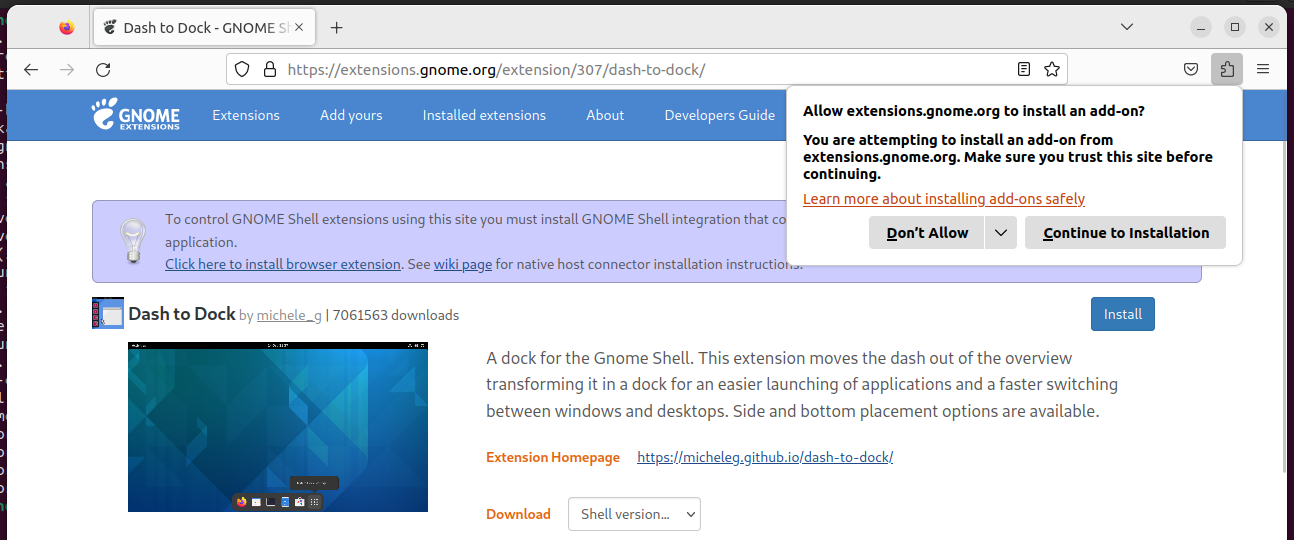 Dash to Dock - GNOME Sh
https://extensions.gnome.org/extension/307/dash-to-dock/
GNOME
EXTENSIONS
Extensions
Add yours
Installed extensions
About
Developers Guide
Allow extensions.gnome.org to install an add-on?
You are attempting to install an add-on from
extensions.gnome.org. Make sure you trust this site before
continuing.
Learn more about installing add-ons safely
Don't Allow
Continue to Installation
To control GNOME Shell extensions using this site you must install GNOME Shell integration that co
application.
Click here to install browser extension. See wiki page for native host connector installation instructions.
Dash to Dock by michele_g | 7061563 downloads
Install
A dock for the Gnome Shell. This extension moves the dash out of the overview
transforming it in a dock for an easier launching of applications and a faster switching
between windows and desktops. Side and bottom placement options are available.
Extension Homepage https://micheleg.github.io/dash-to-dock/
Download
Shell version...